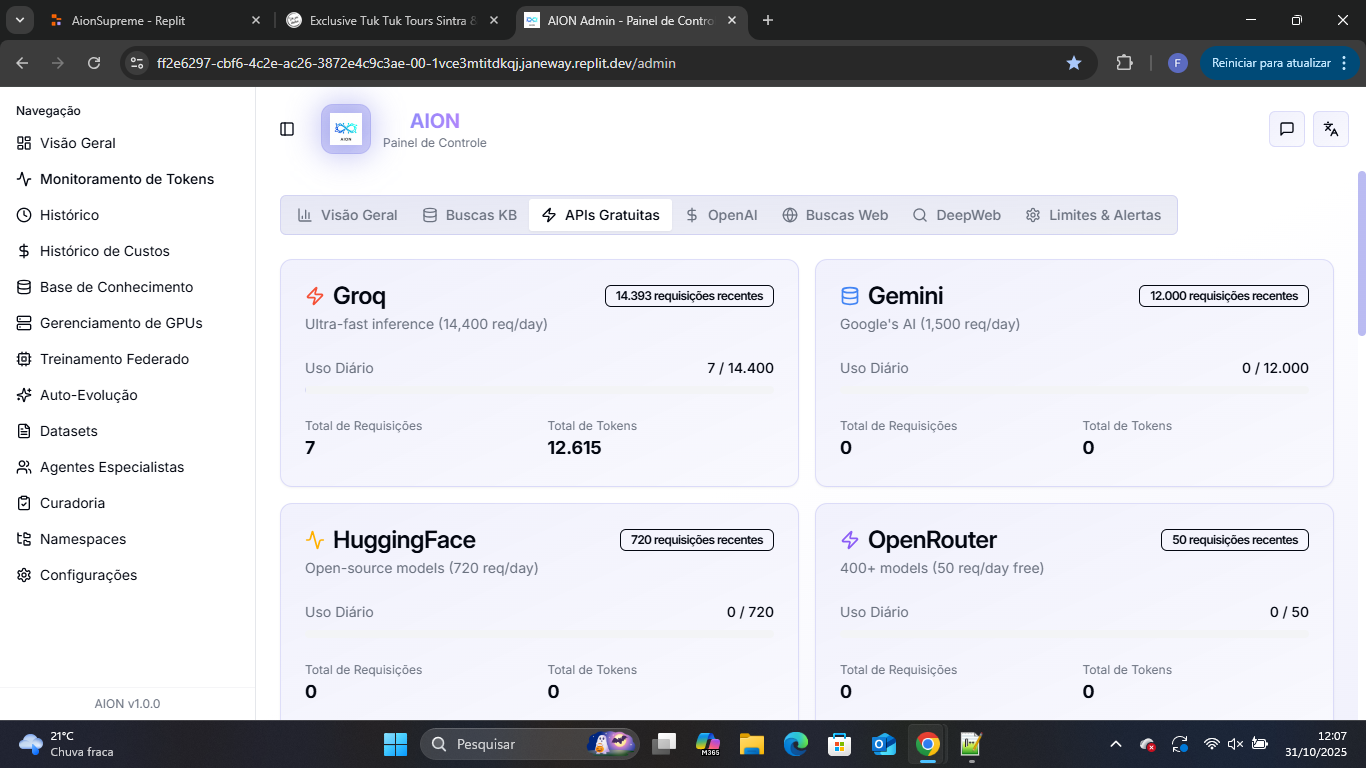 AionSupreme - Replit
Exclusive Tuk Tuk Tours Sintra &
AION Admin - Painel de Contro
ff2e6297-cbf6-4c2e-ac26-3872e4c9c3ae-00-1vce3mtitdkqj.janeway.replit.dev/admin
F
Reiniciar para atualizar
Navegação
Visão Geral
Monitoramento de Tokens
Histórico
Histórico de Custos
Base de Conhecimento
Gerenciamento de GPUs
Treinamento Federado
Auto-Evolução
Datasets
Agentes Especialistas
Curadoria
Namespaces
Configurações
AION v1.0.0
AION
AION
Painel de Controle
Visão Geral Buscas KB APIs Gratuitas OpenAI Buscas Web DeepWeb Limites & Alertas
Groq 14.393 requisições recentes
Ultra-fast inference (14,400 req/day)
Uso Diário 7 / 14.400
Total de Requisições Total de Tokens
7 12.615
Gemini 12.000 requisições recentes
Google's AI (1,500 req/day)
Uso Diário 0 / 12.000
Total de Requisições Total de Tokens
0 0
HuggingFace 720 requisições recentes
Open-source models (720 req/day)
Uso Diário 0 / 720
Total de Requisições Total de Tokens
0 0
OpenRouter 50 requisições recentes
400+ models (50 req/day free)
Uso Diário 0 / 50
Total de Requisições Total de Tokens
0 0
21°C
Chuva fraca
Pesquisar
M365
12:07
31/10/2025